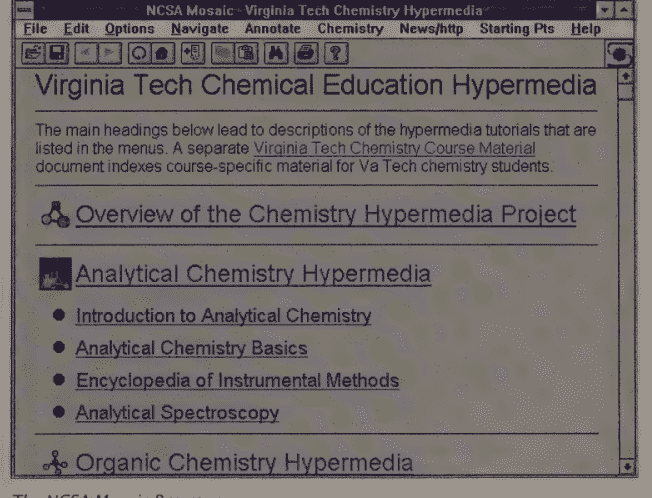 NCSA Mosaic - Virginia Tech Chemistry Hypermedia
File Edit Options Navigate Annotate Chemistry News/http Starting Pts Help
Virginia Tech Chemical Education Hypermedia
The main headings below lead to descriptions of the hypermedia tutorials that are
listed in the menus. A separate Virginia Tech Chemistry Course Material
document indexes course-specific material for Va Tech chemistry students.
Overview of the Chemistry Hypermedia Project
Analytical Chemistry Hypermedia
Introduction to Analytical Chemistry
Analytical Chemistry Basics
Encyclopedia of Instrumental Methods
Analytical Spectroscopy
Organic Chemistry Hypermedia
The NCSA Mosaic Browser